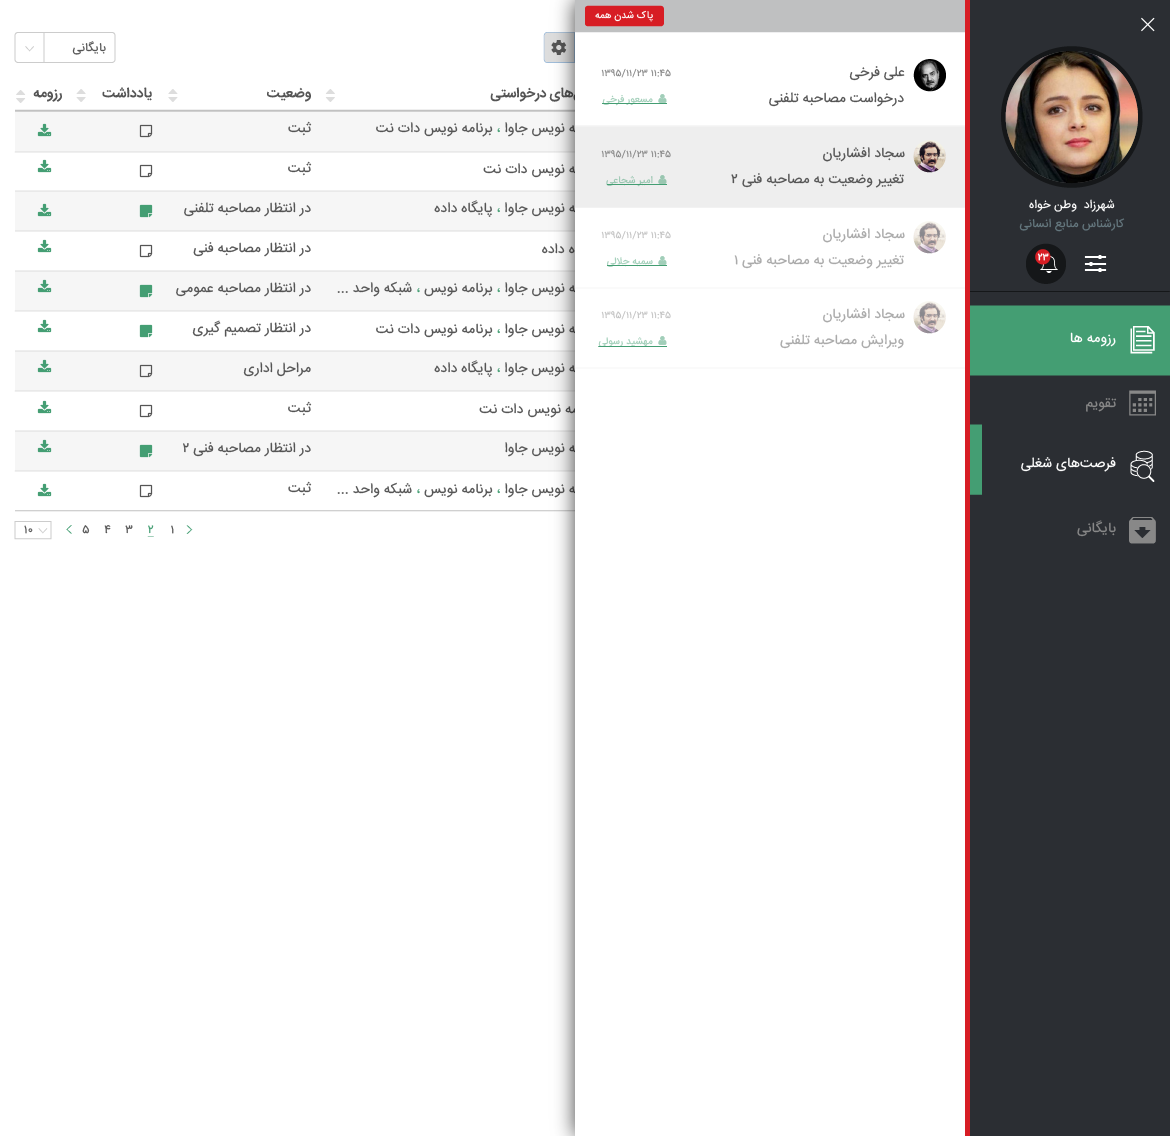 شهرزاد وطن خواه
کارشناس منابع انسانی
۲۳
رزومه ها
تقویم
فرصت‌های شغلی
بایگانی
پاک شدن همه
علی فرخی
۱۳۹۵/۱۱/۲۳ ۱۱:۴۵
درخواست مصاحبه تلفنی
مسعور فرخی
سجاد افشاریان
۱۳۹۵/۱۱/۲۳ ۱۱:۴۵
تغییر وضعیت به مصاحبه فنی ۲
امیر شجاعی
سجاد افشاریان
۱۳۹۵/۱۱/۲۳ ۱۱:۴۵
تغییر وضعیت به مصاحبه فنی ۱
سمیه جلالی
سجاد افشاریان
۱۳۹۵/۱۱/۲۳ ۱۱:۴۵
ویرایش مصاحبه تلفنی
مهشید رسولی
بایگانی
درخواستی وضعیت یادداشت رزومه
نویس جاوا ، برنامه نویس دات نت ثبت
نویس دات نت ثبت
نویس جاوا ، پایگاه داده در انتظار مصاحبه تلفنی
داده در انتظار مصاحبه فنی
نویس جاوا ، برنامه نویس ، شبکه واحد ... در انتظار مصاحبه عمومی
نویس جاوا ، برنامه نویس دات نت در انتظار تصمیم گیری
نویس جاوا ، پایگاه داده مراحل اداری
نویس دات نت ثبت
نویس جاوا در انتظار مصاحبه فنی ۲
نویس جاوا ، برنامه نویس ، شبکه واحد ... ثبت
۱ ۲ ۳ ۴ ۵
۱۰